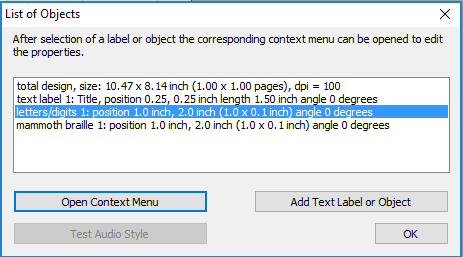 List of Objects
After selection of a label or object the corresponding context menu can be opened to edit
the properties.
total design, size: 10.47 x 8.14 inch (1.00 x 1.00 pages), dpi = 100
text label 1: Title, position 0.25, 0.25 inch length 1.50 inch angle 0 degrees
letters/digits 1: position 1.0 inch, 2.0 inch (1.0 x 0.1 inch) angle 0 degrees
mammoth braille 1: position 1.0 inch, 2.0 inch (1.0 x 0.1 inch) angle 0 degrees
Open Context Menu
Add Text Label or Object
Test Audio Style
OK